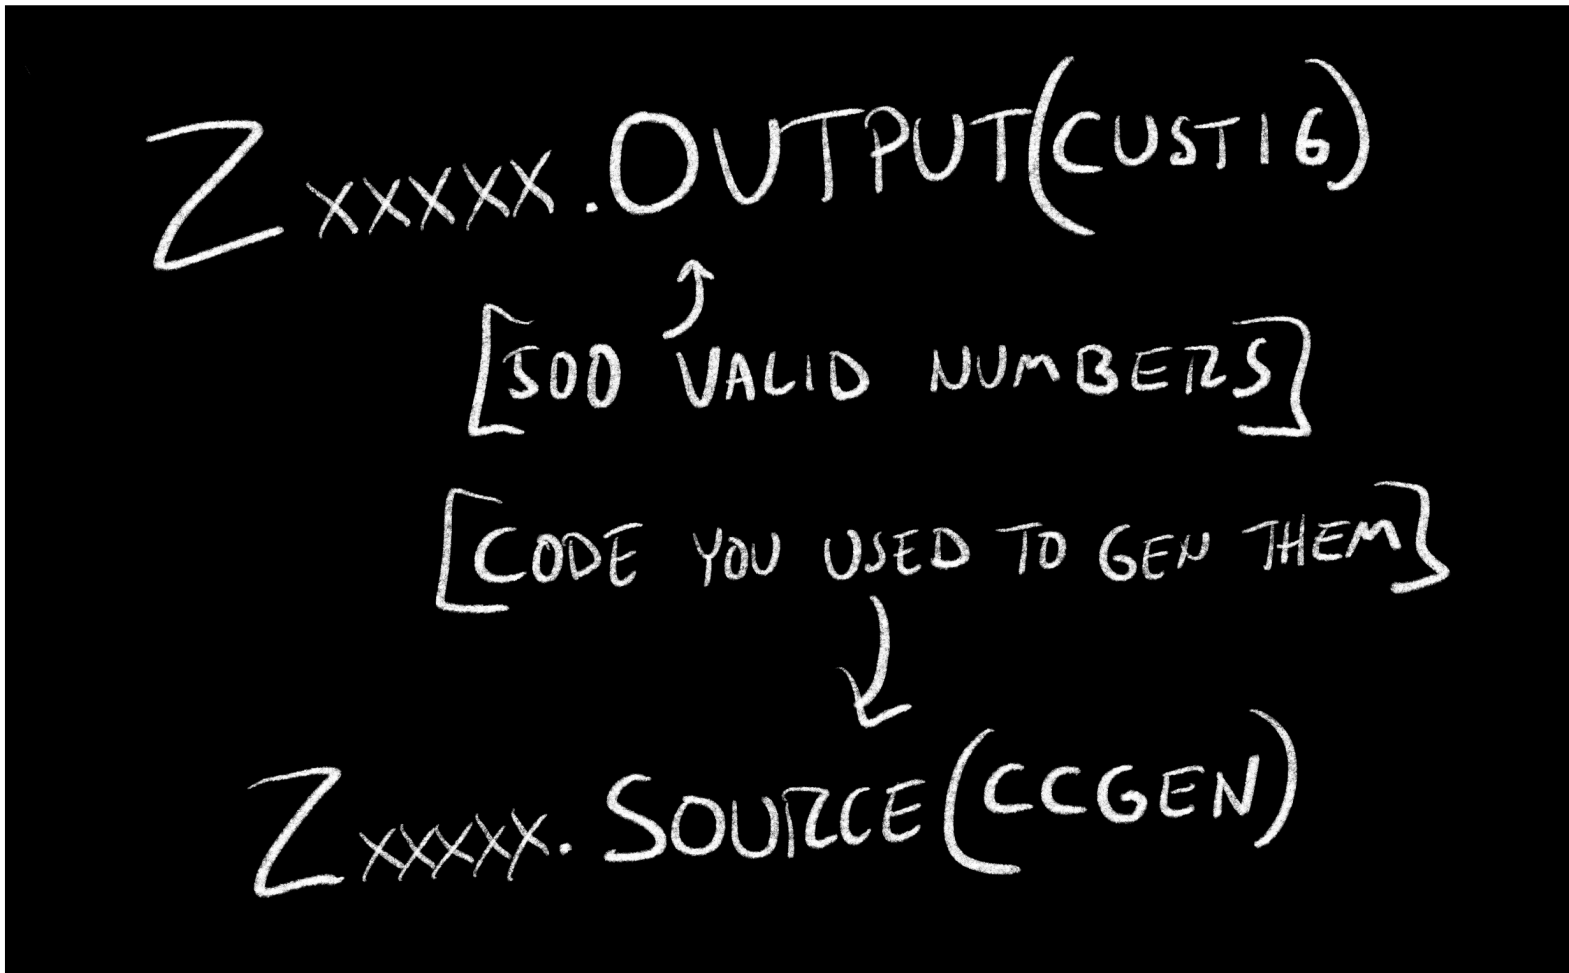 Zxxxxx.OUTPUT(CUST16)
[500 VALID NUMBERS]
[CODE YOU USED TO GEN THEM]
Zxxxxx.SOURCE(CCGEN)